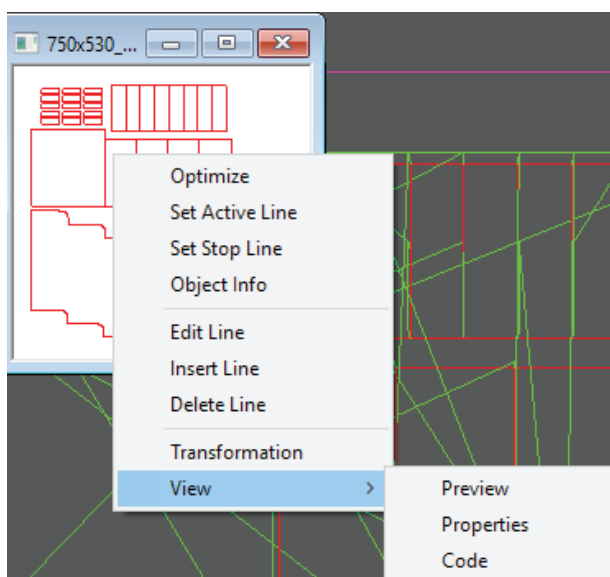 750x530_...
Optimize
Set Active Line
Set Stop Line
Object Info
Edit Line
Insert Line
Delete Line
Transformation
View
Preview
Properties
Code